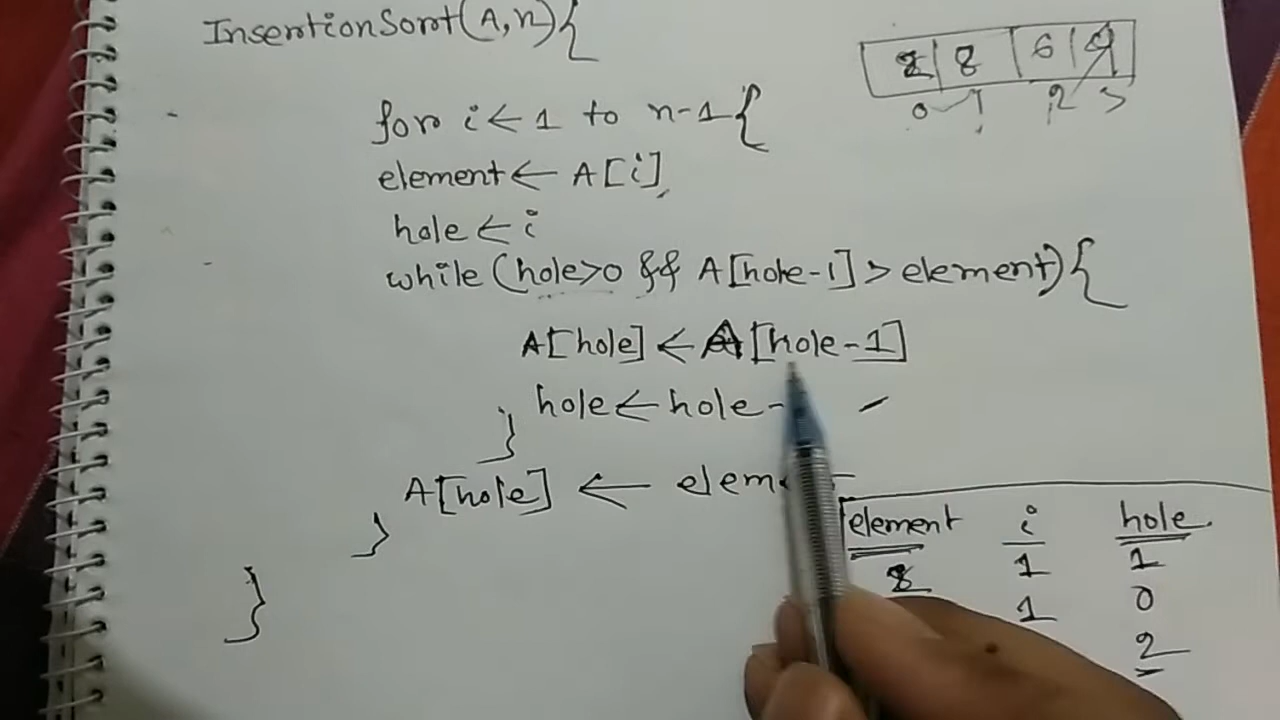 InsertionSort(A,n){
8 6
0 1 2 3
for i ← 1 to n-1{
element ← A[i]
hole ← i
while (hole>0 && A[hole-1] > element){
A[hole] ← A[hole-1]
hole ← hole-
}
A[hole] ← elem
}
}
element i hole
8 1 1
1 0
2